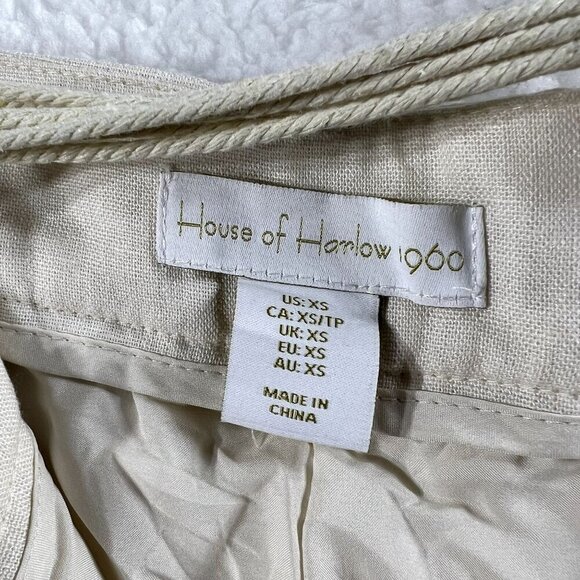 House of Harlow 1960
US: XS
CA: XS/TP
UK: XS
EU: XS
AU: XS
MADE IN
CHINA